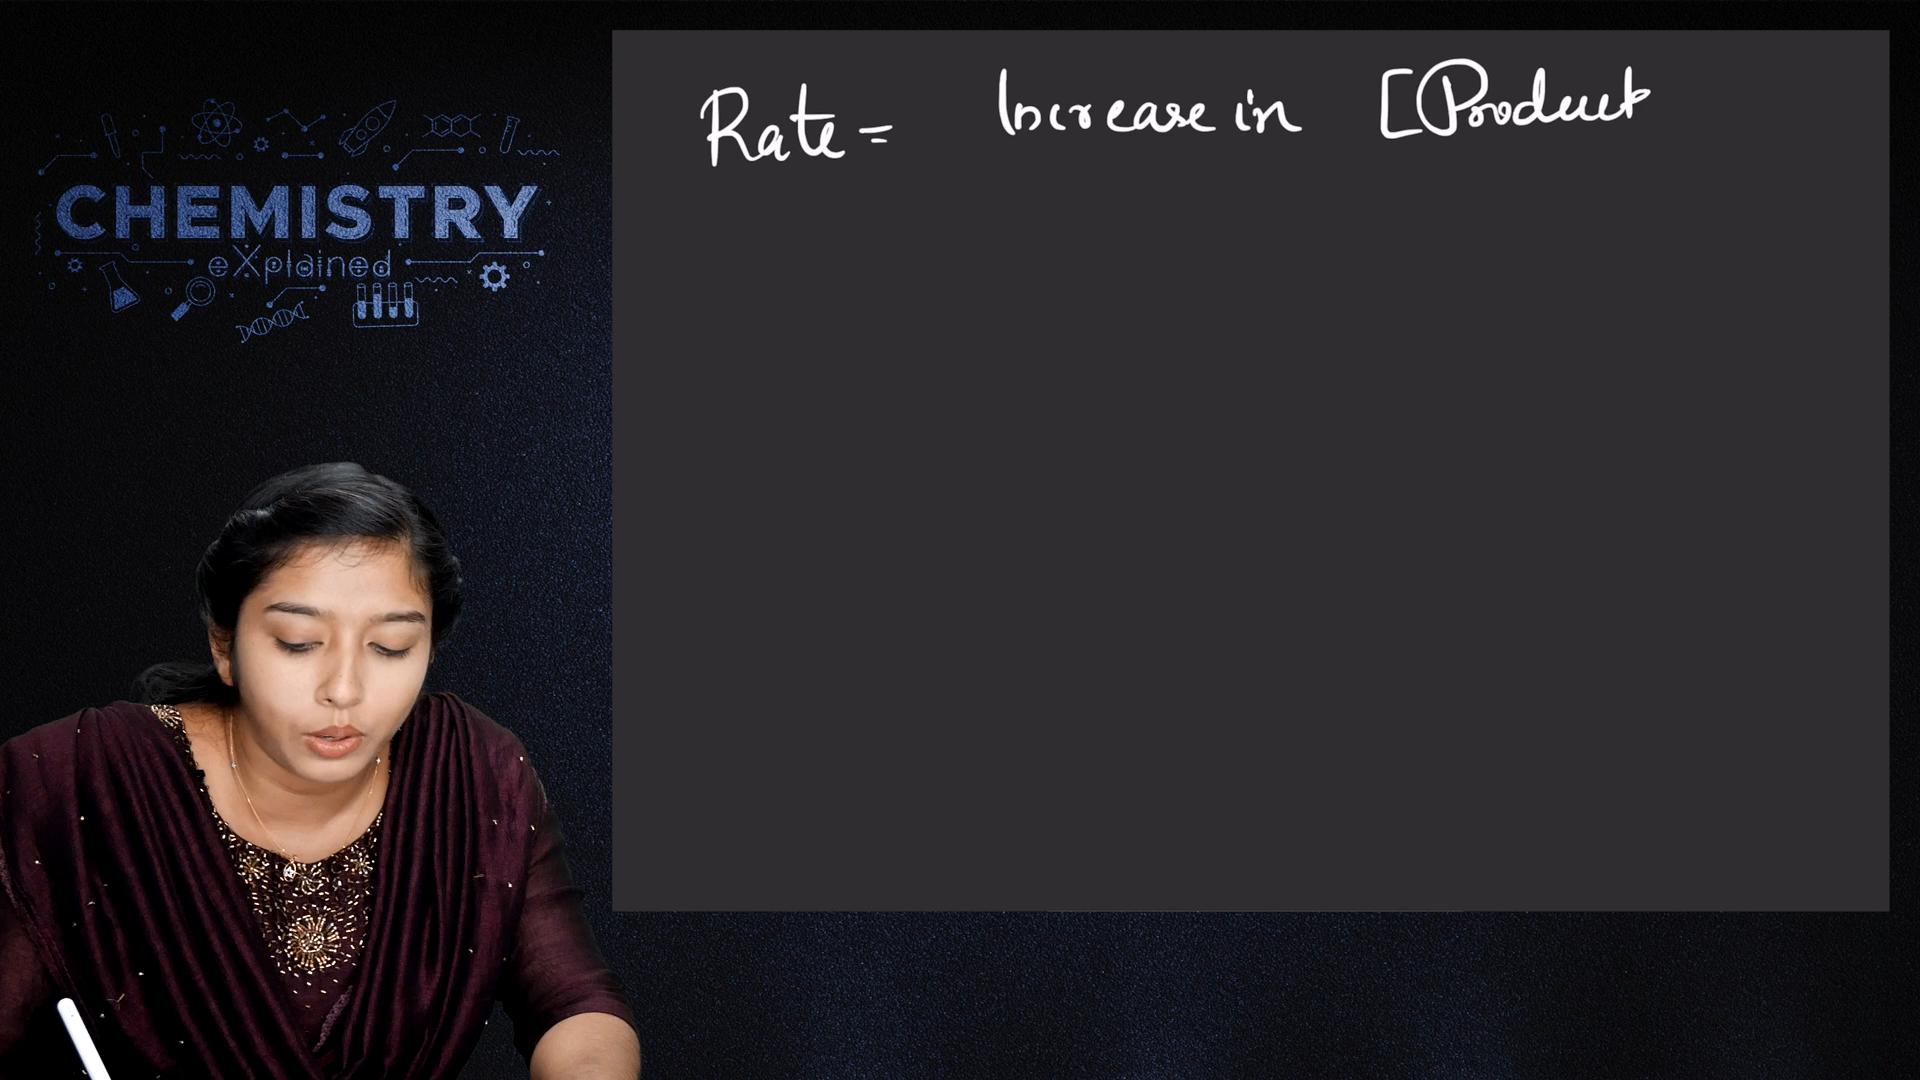 CHEMISTRY
eXplained
Rate = Increase in [Product